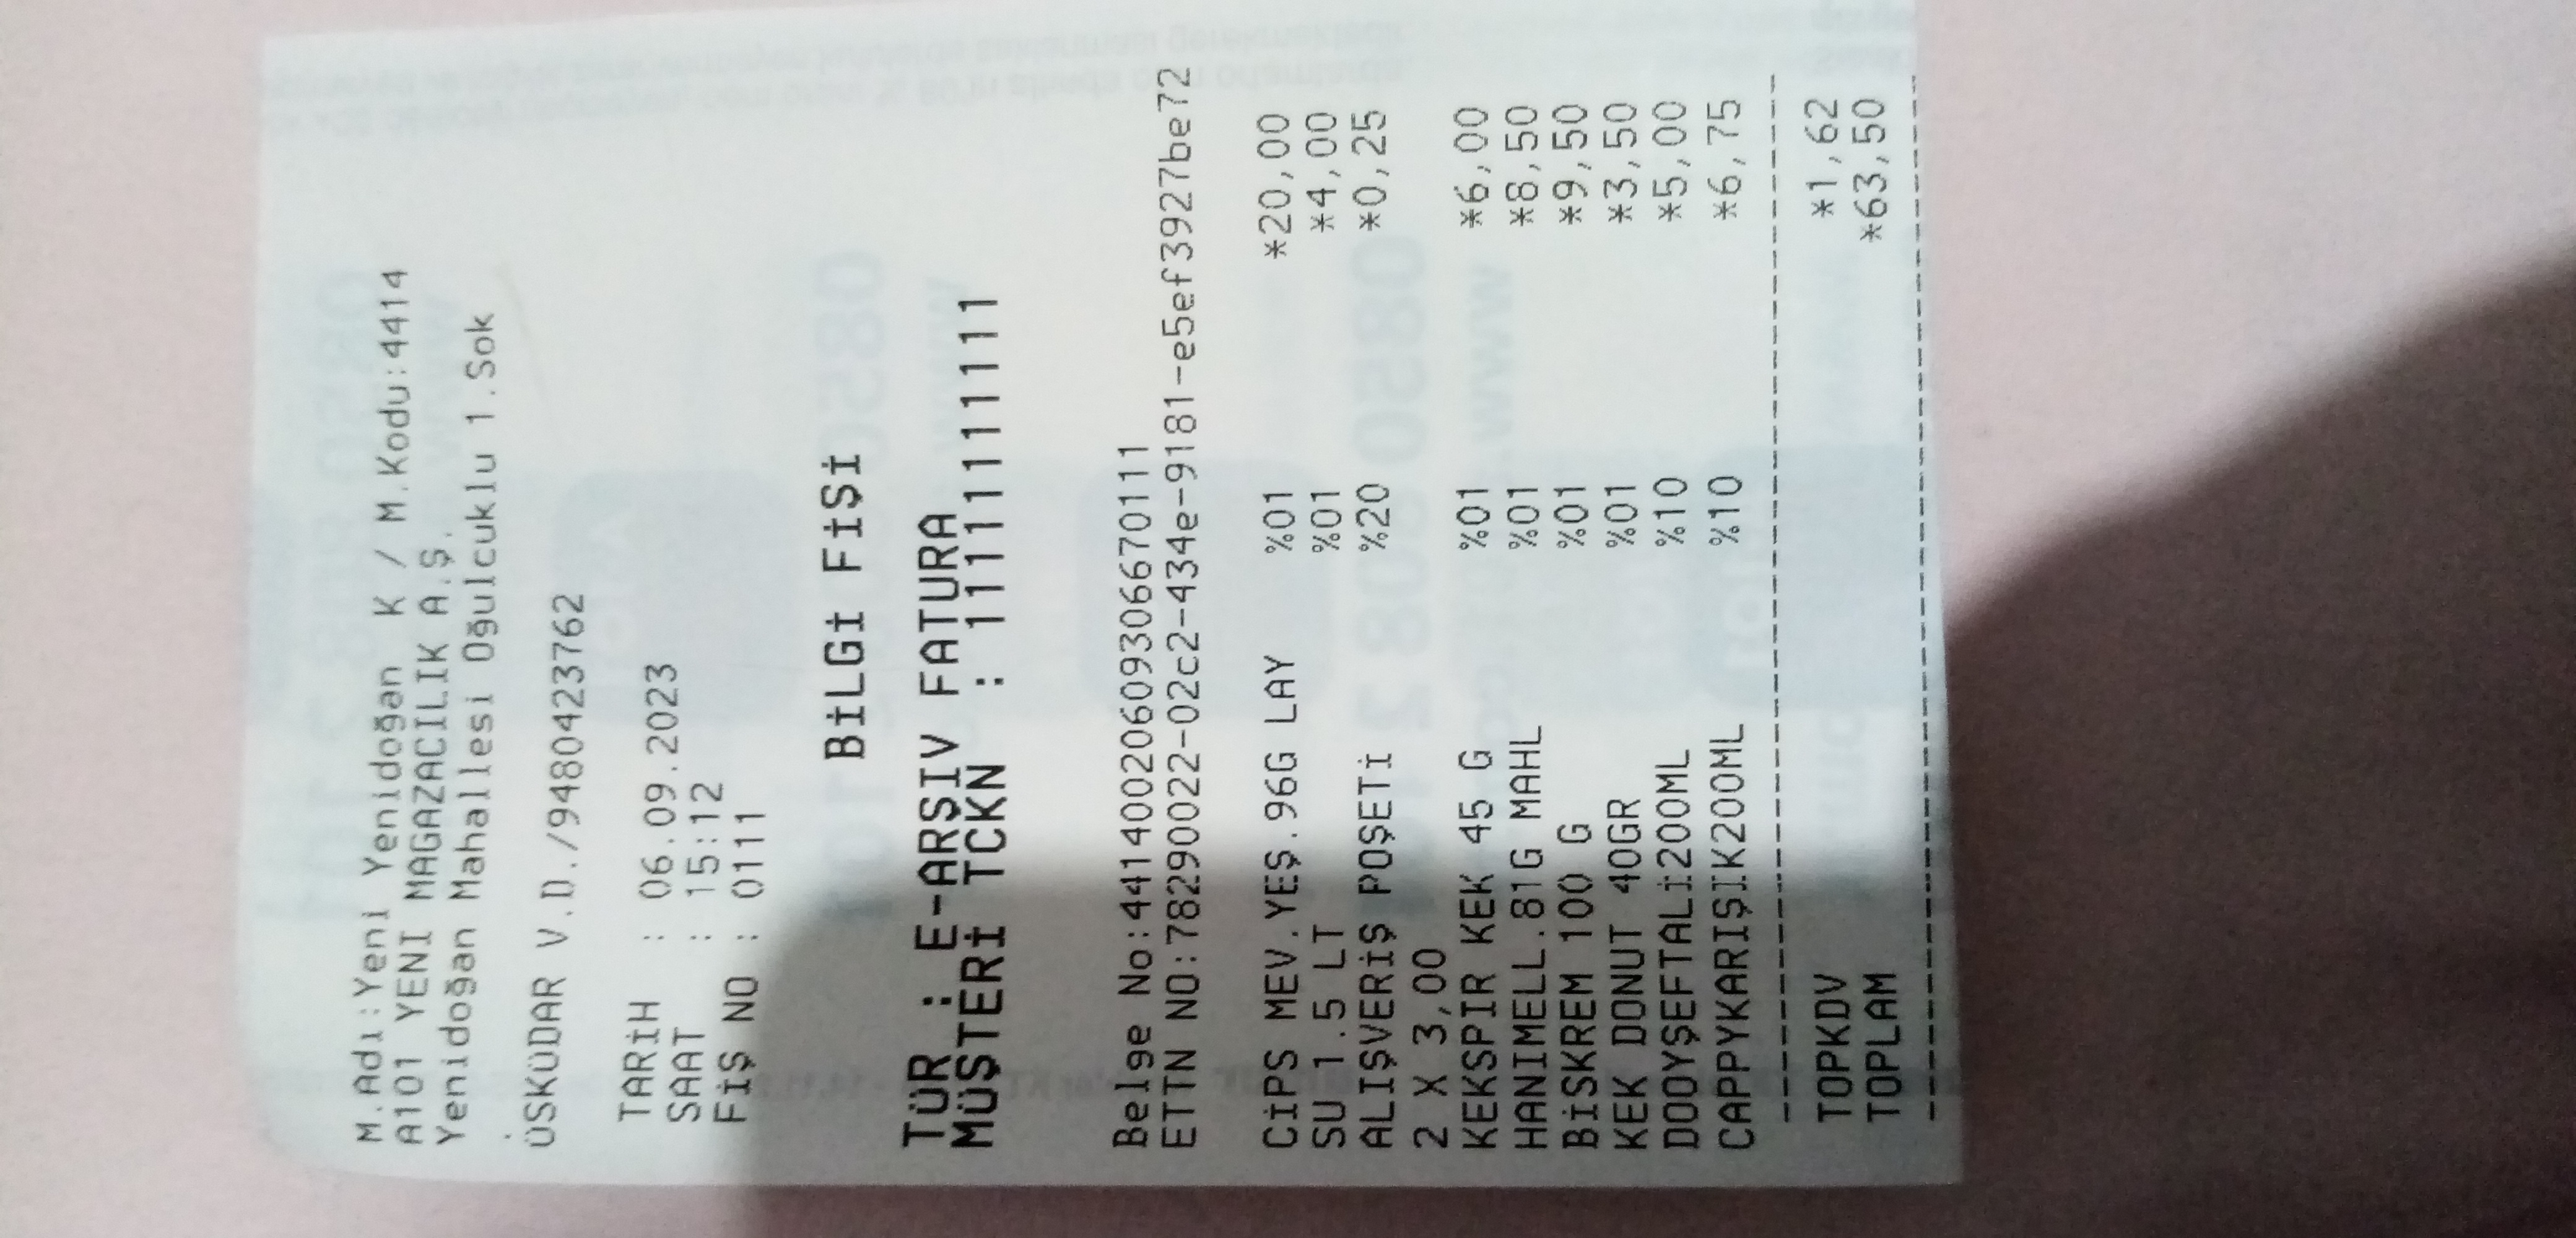 M.Adı:Yeni Yenidoğan K / M.Kodu:4414
A101 YENI MAGAZACILIK A.Ş.
Yenidoğan Mahallesi Oğulcuklu 1.Sok
ÜSKÜDAR V.D./9480423762
TARİH : 06.09.2023
SAAT : 15:12
FİŞ NO : 0111
BİLGİ FİŞİ
TÜR : E-ARŞIV FATURA
MÜŞTERİ TCKN : 11111111111
Belge No:4414002060930667​0111
ETTN NO:78290022-02c2-434e-9181-e5ef3927be72
CİPS MEV.YEŞ.96G LAY %01 *20,00
SU 1.5 LT %01 *4,00
ALIŞVERİŞ POŞETİ %20 *0,25
2 X 3,00
KEKSPIR KEK 45 G %01 *6,00
HANIMELL.81G MAHL %01 *8,50
BİSKREM 100 G %01 *9,50
KEK DONUT 40GR %01 *3,50
DOOYŞEFTALİ200ML %10 *5,00
CAPPYKARIŞIK200ML %10 *6,75
TOPKDV *1,62
TOPLAM *63,50